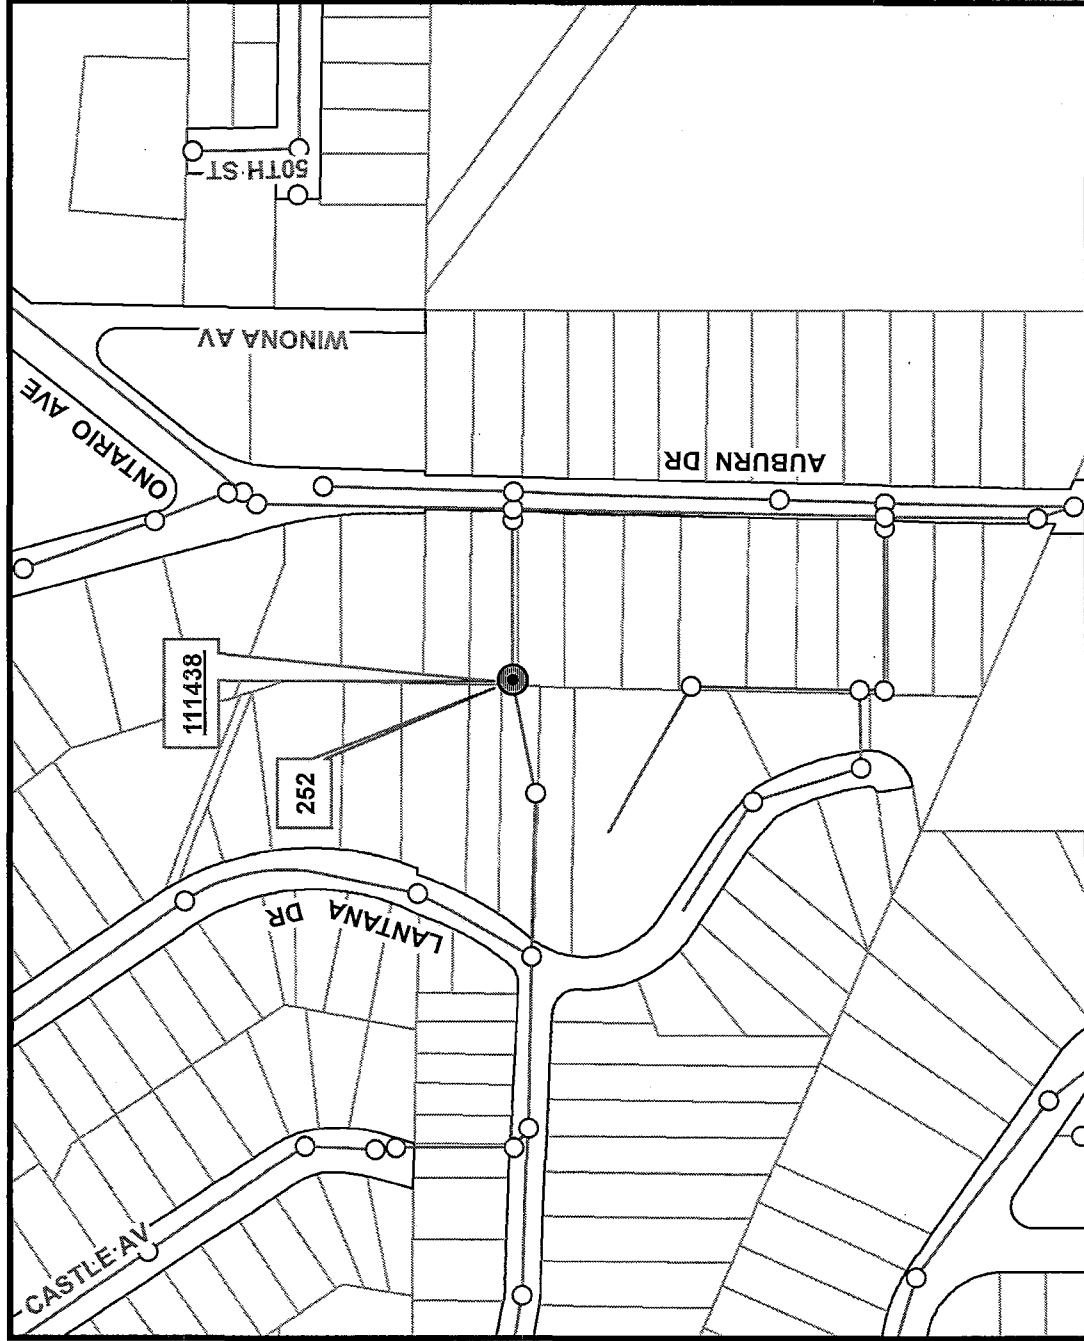 50TH ST
WINONA AV
ONTARIO AVE
AUBURN DR
111438
252
LANTANA DR
CASTLE AV